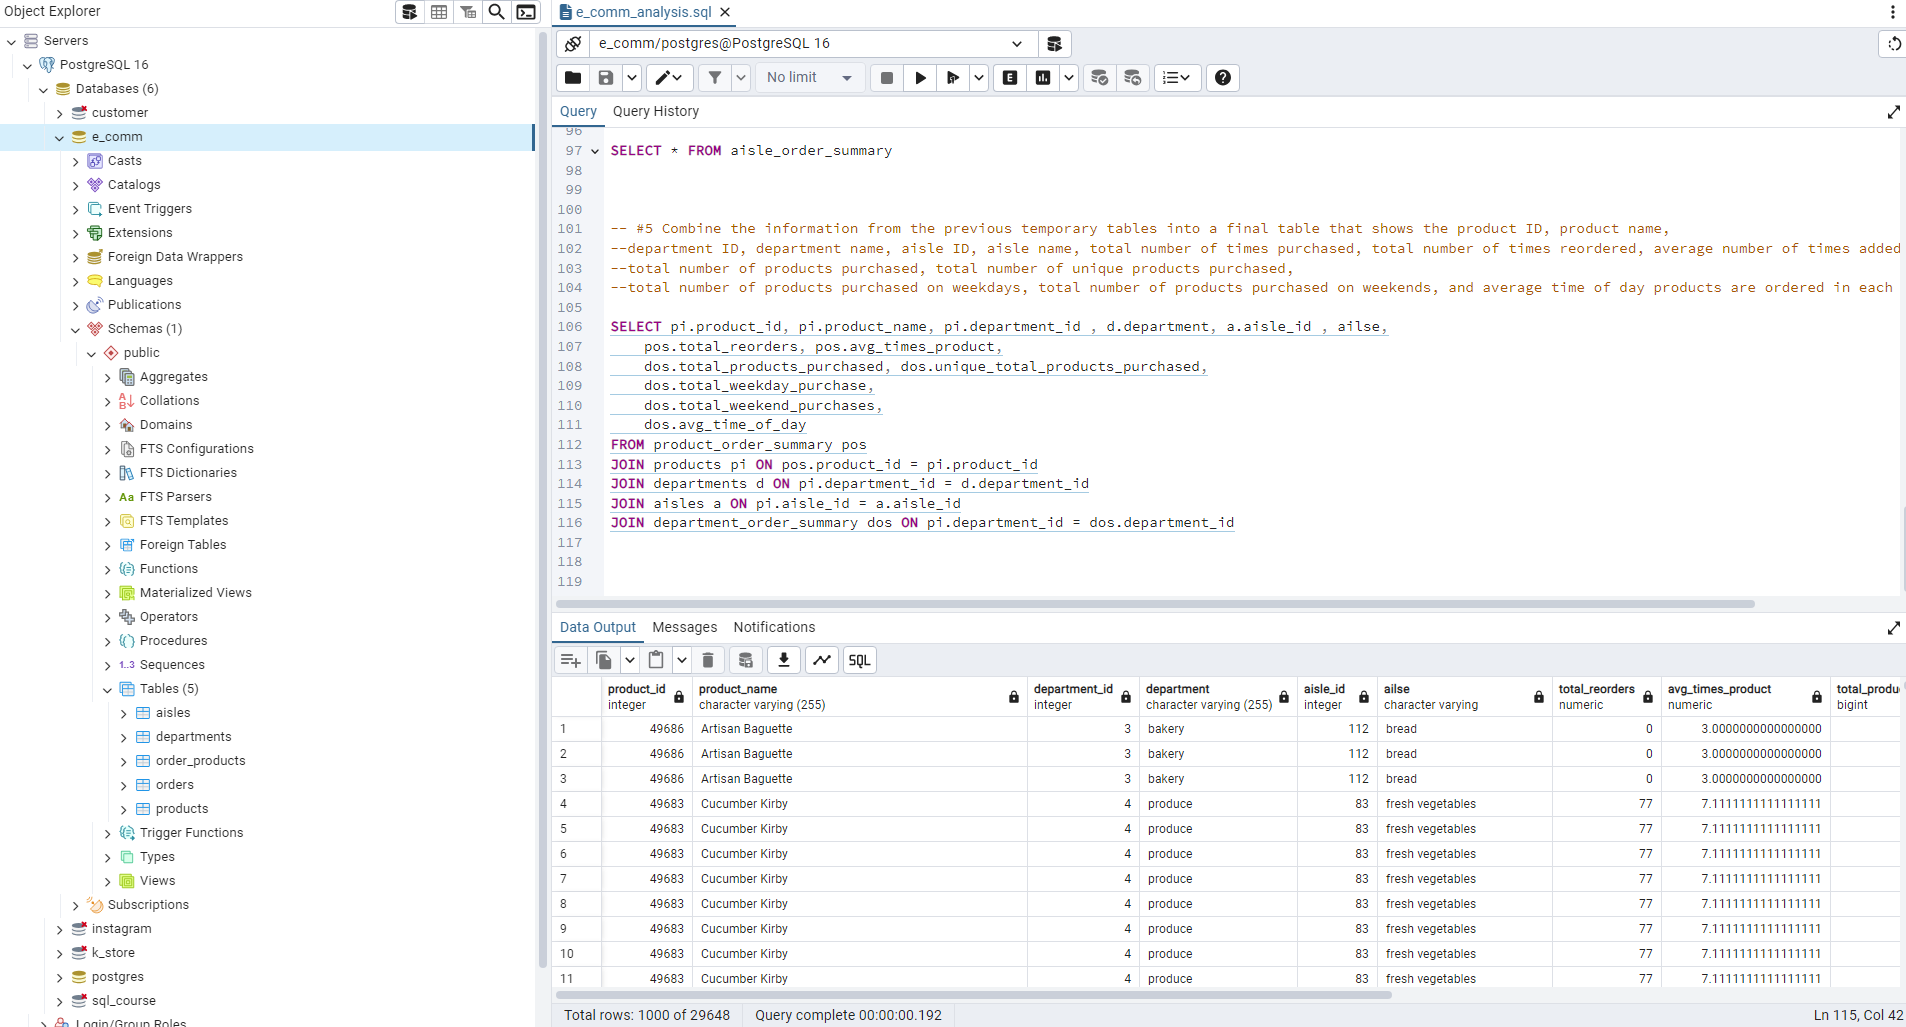 Object Explorer
Servers
PostgreSQL 16
Databases (6)
customer
e_comm
Casts
Catalogs
Event Triggers
Extensions
Foreign Data Wrappers
Languages
Publications
Schemas (1)
public
Aggregates
Collations
Domains
FTS Configurations
FTS Dictionaries
Aa FTS Parsers
FTS Templates
Foreign Tables
Functions
Materialized Views
Operators
Procedures
1..3 Sequences
Tables (5)
aisles
departments
order_products
orders
products
Trigger Functions
Types
Views
Subscriptions
instagram
k_store
postgres
sql_course
Login/Group Roles
e_comm_analysis.sql
e_comm/postgres@PostgreSQL 16
No limit
E
Query Query History
96
97 SELECT * FROM aisle_order_summary
98
99
100
101 -- #5 Combine the information from the previous temporary tables into a final table that shows the product ID, product name,
102 --department ID, department name, aisle ID, aisle name, total number of times purchased, total number of times reordered, average number of times added
103 --total number of products purchased, total number of unique products purchased,
104 --total number of products purchased on weekdays, total number of products purchased on weekends, and average time of day products are ordered in each
105
106 SELECT pi.product_id, pi.product_name, pi.department_id , d.department, a.aisle_id , ailse,
107 pos.total_reorders, pos.avg_times_product,
108 dos.total_products_purchased, dos.unique_total_products_purchased,
109 dos.total_weekday_purchase,
110 dos.total_weekend_purchases,
111 dos.avg_time_of_day
112 FROM product_order_summary pos
113 JOIN products pi ON pos.product_id = pi.product_id
114 JOIN departments d ON pi.department_id = d.department_id
115 JOIN aisles a ON pi.aisle_id = a.aisle_id
116 JOIN department_order_summary dos ON pi.department_id = dos.department_id
117
118
119
Data Output Messages Notifications
SQL
product_id product_name department_id department aisle_id ailse total_reorders avg_times_product total_produ
integer character varying (255) integer character varying (255) integer character varying numeric numeric bigint
1 49686 Artisan Baguette 3 bakery 112 bread 0 3.0000000000000000
2 49686 Artisan Baguette 3 bakery 112 bread 0 3.0000000000000000
3 49686 Artisan Baguette 3 bakery 112 bread 0 3.0000000000000000
4 49683 Cucumber Kirby 4 produce 83 fresh vegetables 77 7.1111111111111111
5 49683 Cucumber Kirby 4 produce 83 fresh vegetables 77 7.1111111111111111
6 49683 Cucumber Kirby 4 produce 83 fresh vegetables 77 7.1111111111111111
7 49683 Cucumber Kirby 4 produce 83 fresh vegetables 77 7.1111111111111111
8 49683 Cucumber Kirby 4 produce 83 fresh vegetables 77 7.1111111111111111
9 49683 Cucumber Kirby 4 produce 83 fresh vegetables 77 7.1111111111111111
10 49683 Cucumber Kirby 4 produce 83 fresh vegetables 77 7.1111111111111111
11 49683 Cucumber Kirby 4 produce 83 fresh vegetables 77 7.1111111111111111
Total rows: 1000 of 29648 Query complete 00:00:00.192 Ln 115, Col 42